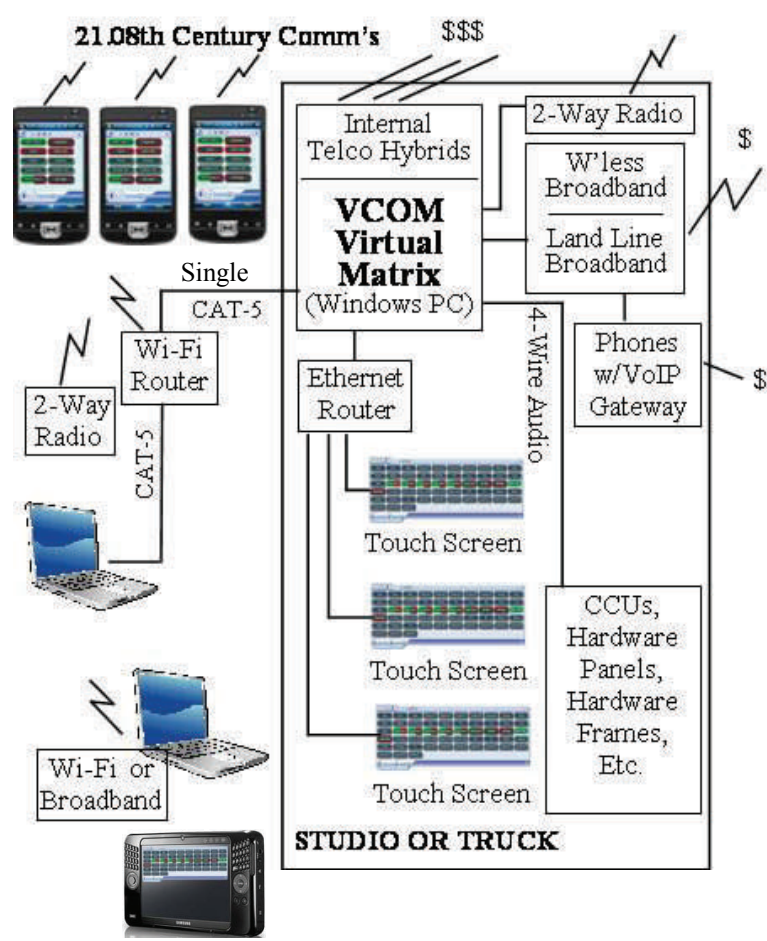 21.08th Century Comm's
$$$
Internal
Telco Hybrids
VCOM
Virtual
Matrix
(Windows PC)
2-Way Radio
W'less
Broadband
Land Line
Broadband
$
Phones
w/VoIP
Gateway
$
Single
CAT-5
Wi-Fi
Router
2-Way
Radio
CAT-5
Ethernet
Router
4-Wire Audio
Touch Screen
Touch Screen
Touch Screen
CCUs,
Hardware
Panels,
Hardware
Frames,
Etc.
Wi-Fi or
Broadband
STUDIO OR TRUCK
SAMSUNG